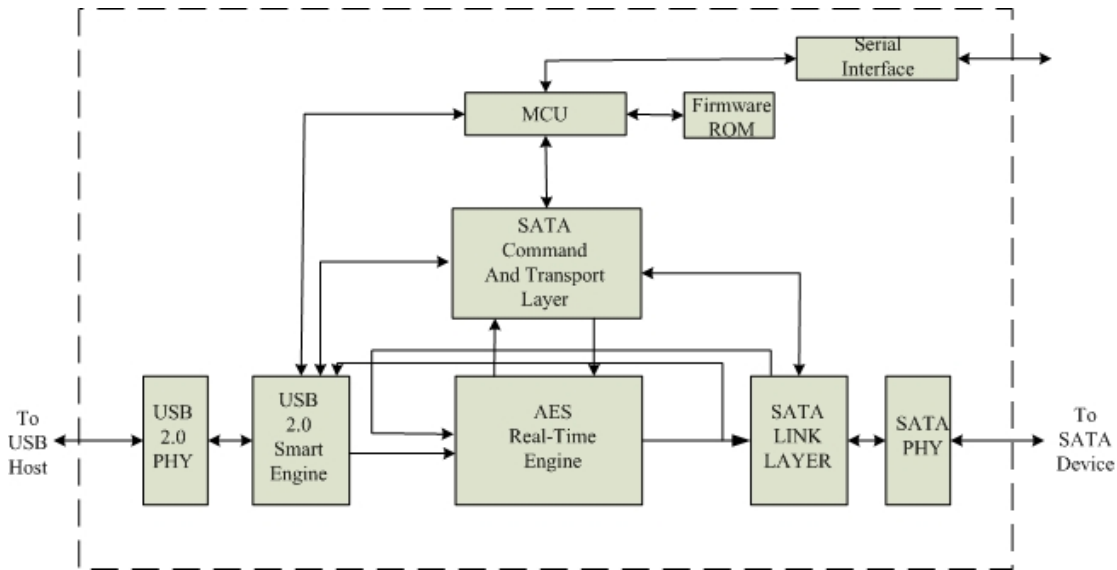 Serial
Interface
MCU
Firmware
ROM
SATA
Command
And Transport
Layer
To
USB
Host
USB
2.0
PHY
USB
2.0
Smart
Engine
AES
Real-Time
Engine
SATA
LINK
LAYER
SATA
PHY
To
SATA
Device